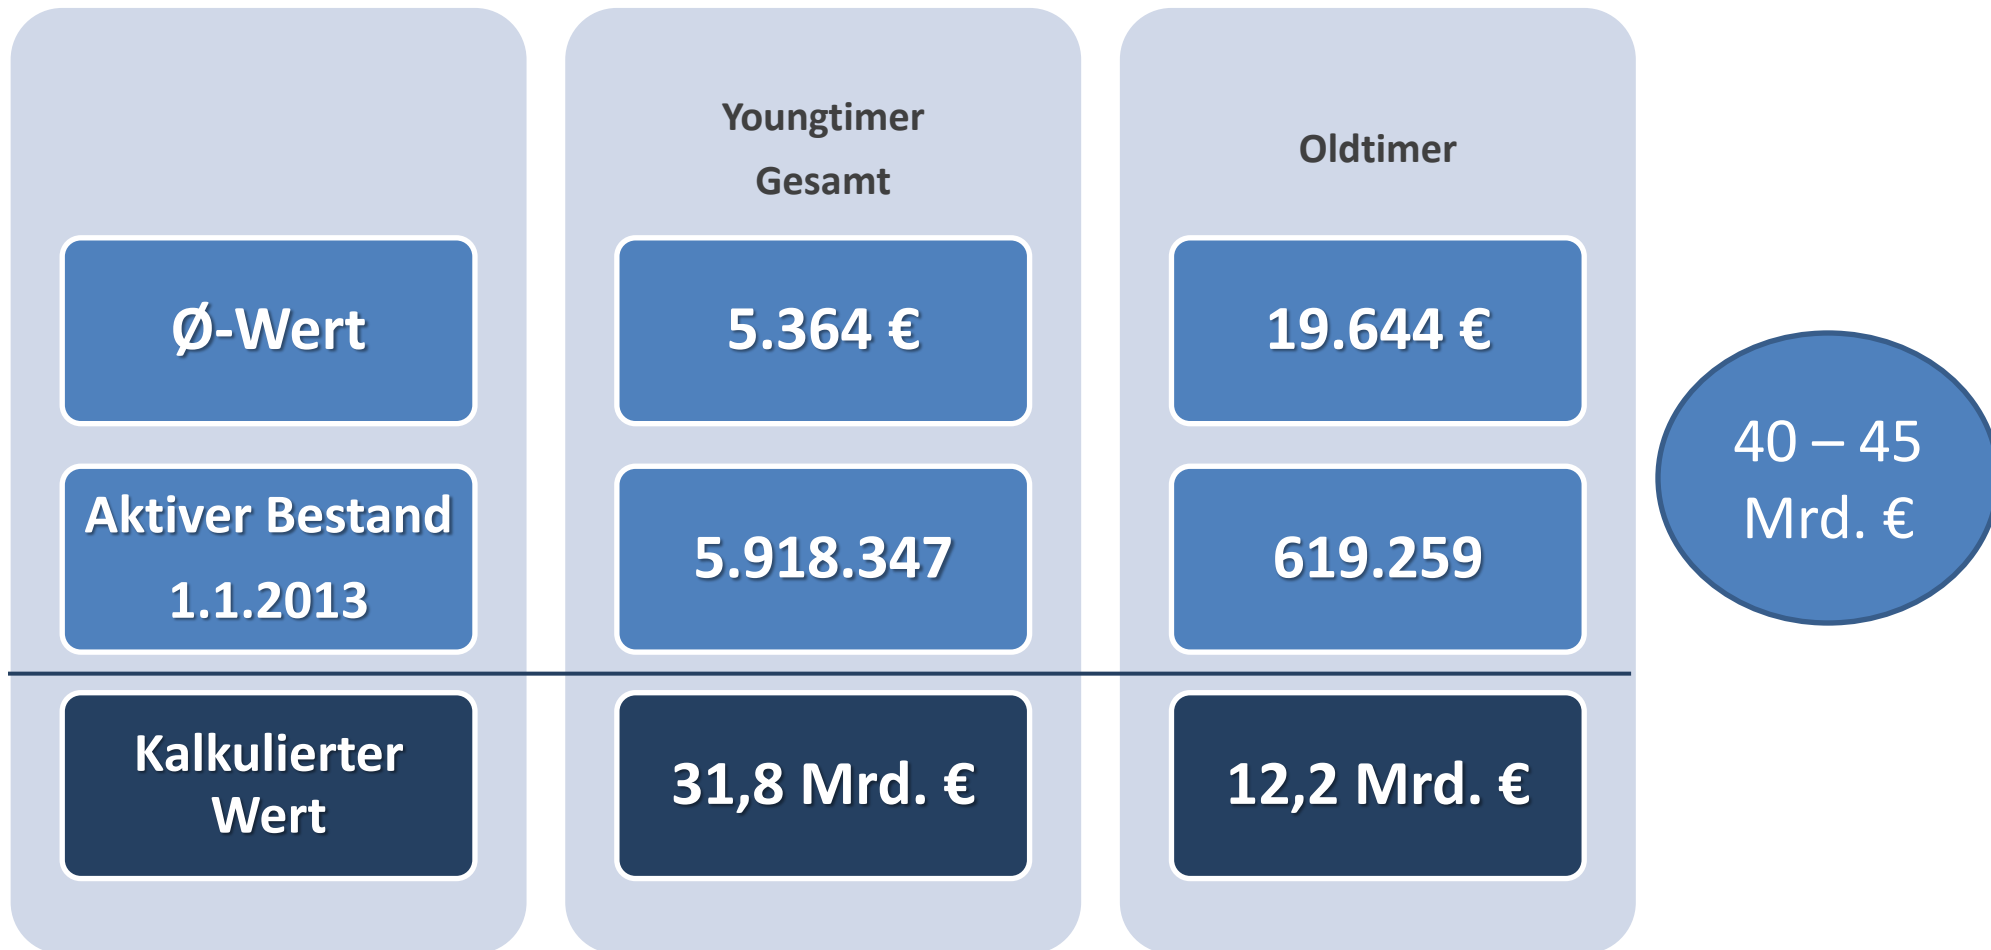 Youngtimer
Gesamt
Oldtimer
Ø-Wert
5.364 €
19.644 €
Aktiver Bestand
1.1.2013
5.918.347
619.259
40 – 45
Mrd. €
Kalkulierter
Wert
31,8 Mrd. €
12,2 Mrd. €